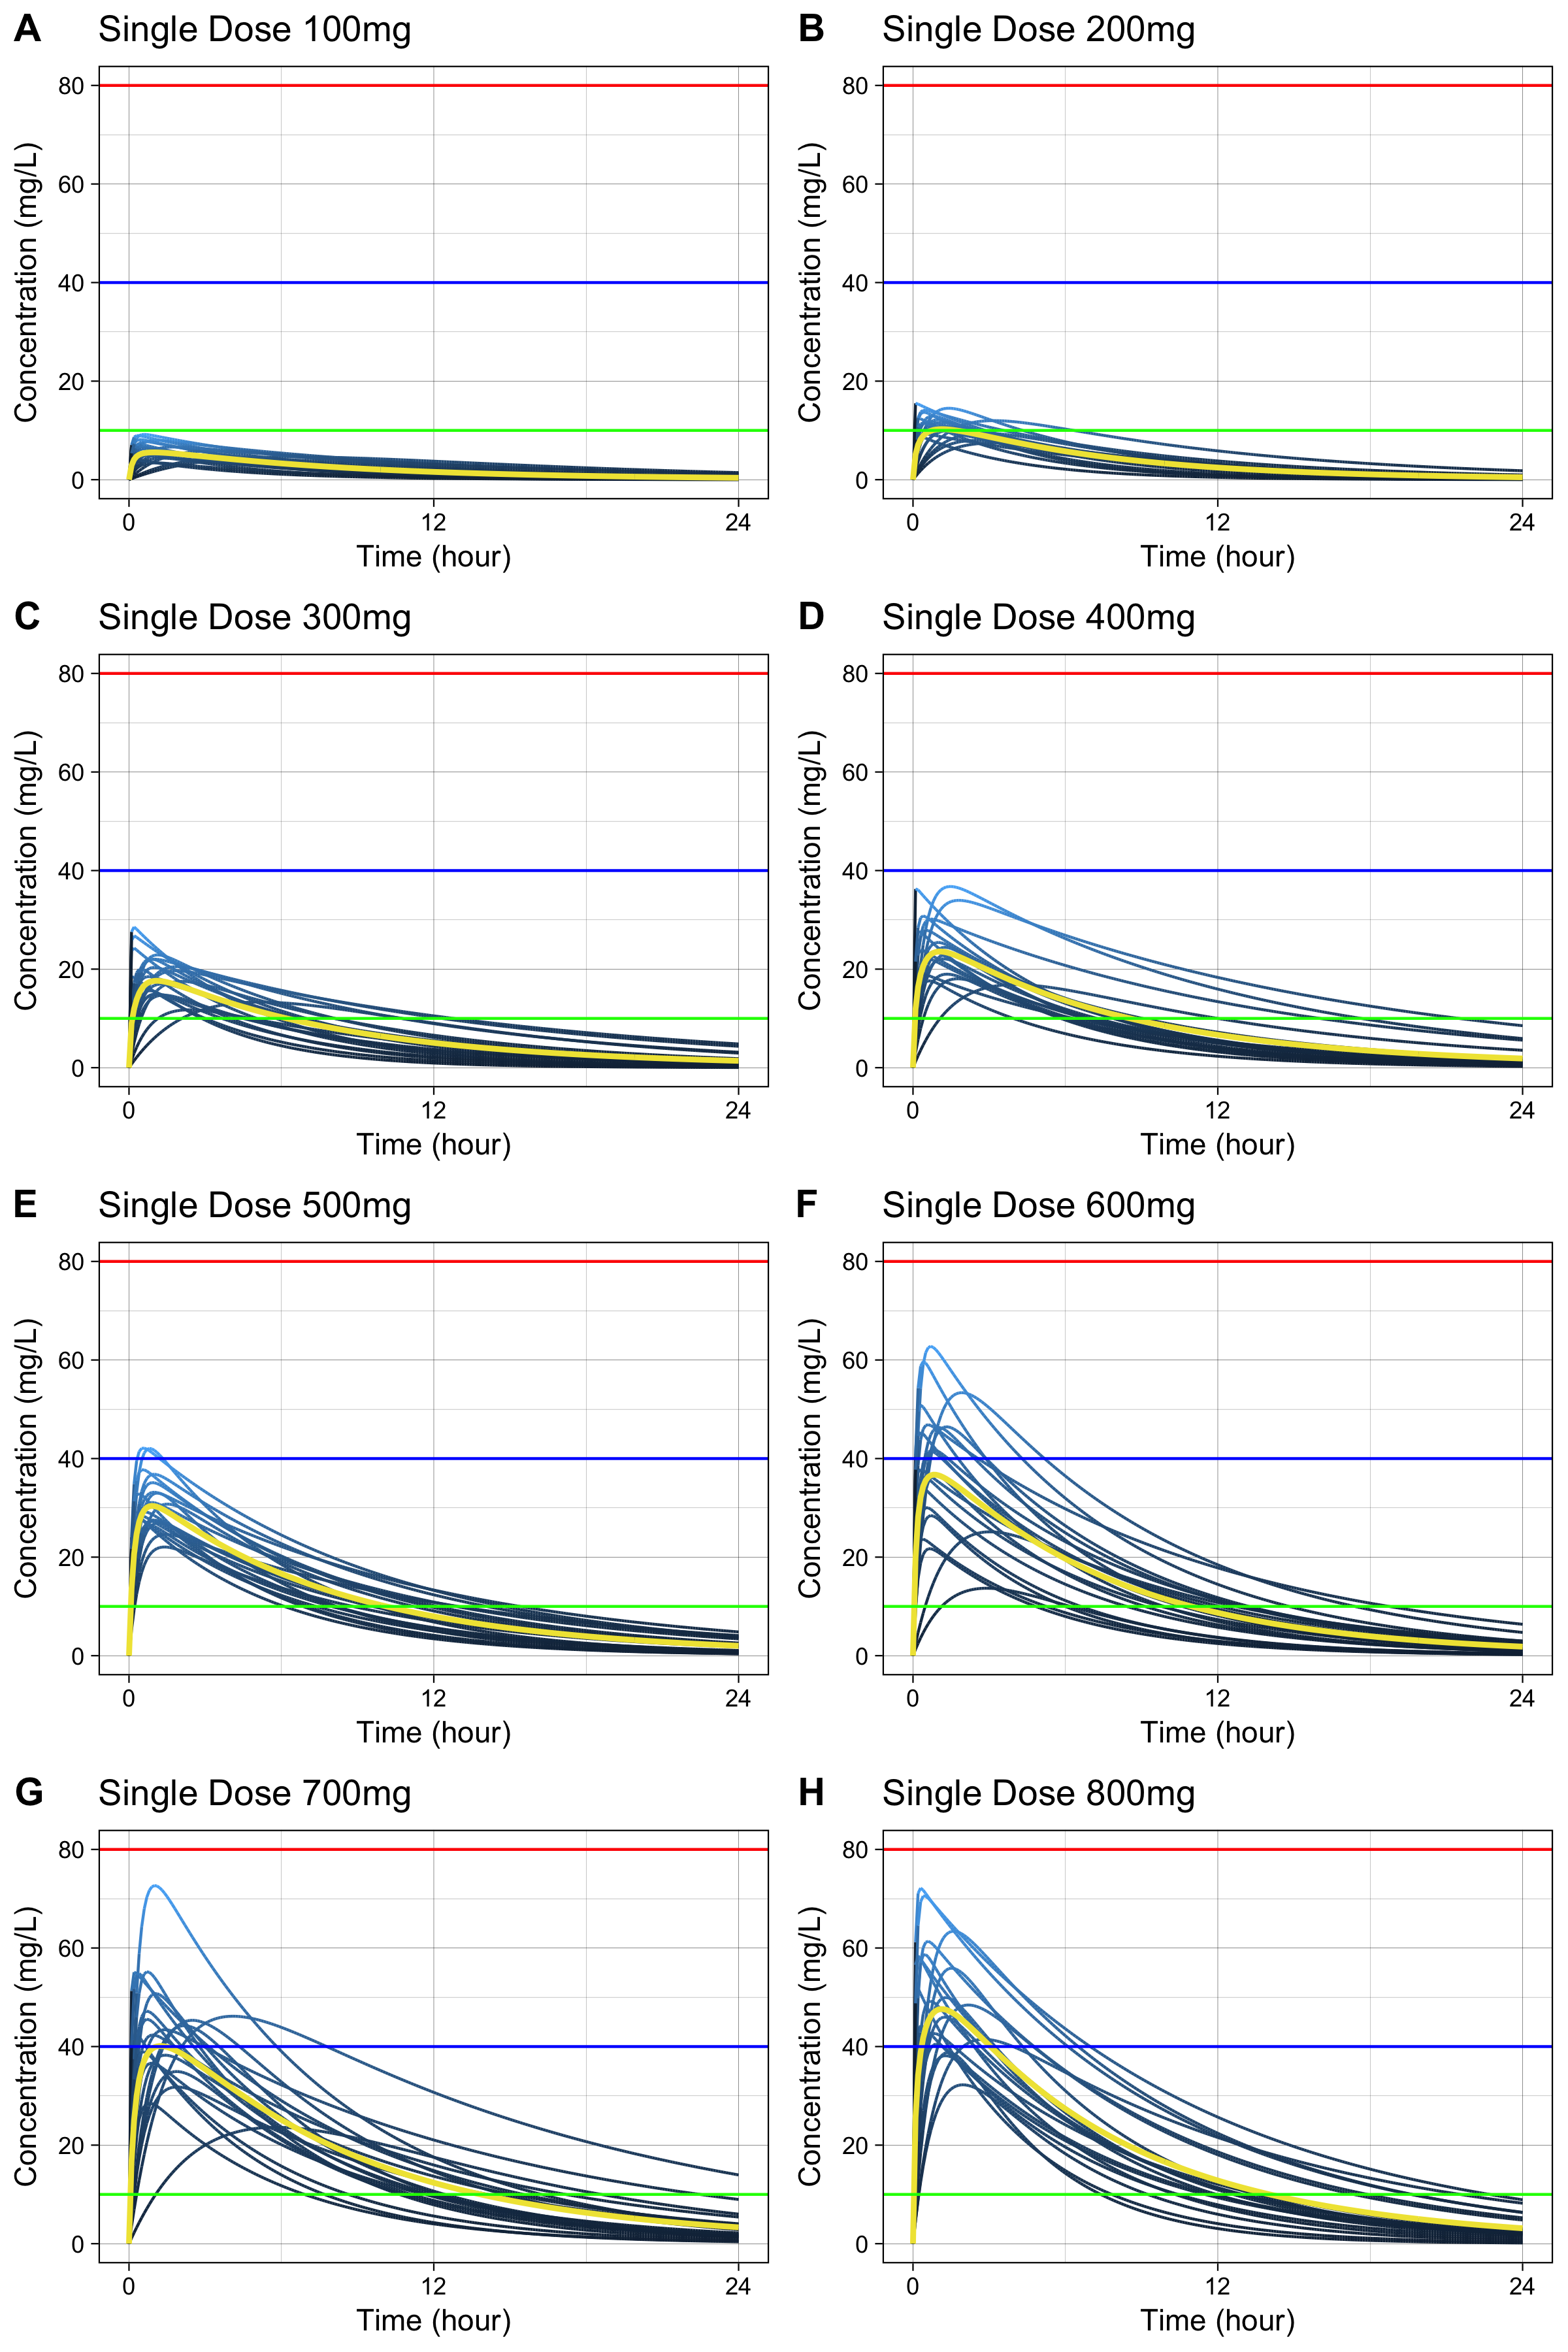 A Single Dose 100mg
Concentration (mg/L)
80
60
40
20
0
0 12 24
Time (hour)
B Single Dose 200mg
Concentration (mg/L)
80
60
40
20
0
0 12 24
Time (hour)
C Single Dose 300mg
Concentration (mg/L)
80
60
40
20
0
0 12 24
Time (hour)
D Single Dose 400mg
Concentration (mg/L)
80
60
40
20
0
0 12 24
Time (hour)
E Single Dose 500mg
Concentration (mg/L)
80
60
40
20
0
0 12 24
Time (hour)
F Single Dose 600mg
Concentration (mg/L)
80
60
40
20
0
0 12 24
Time (hour)
G Single Dose 700mg
Concentration (mg/L)
80
60
40
20
0
0 12 24
Time (hour)
H Single Dose 800mg
Concentration (mg/L)
80
60
40
20
0
0 12 24
Time (hour)